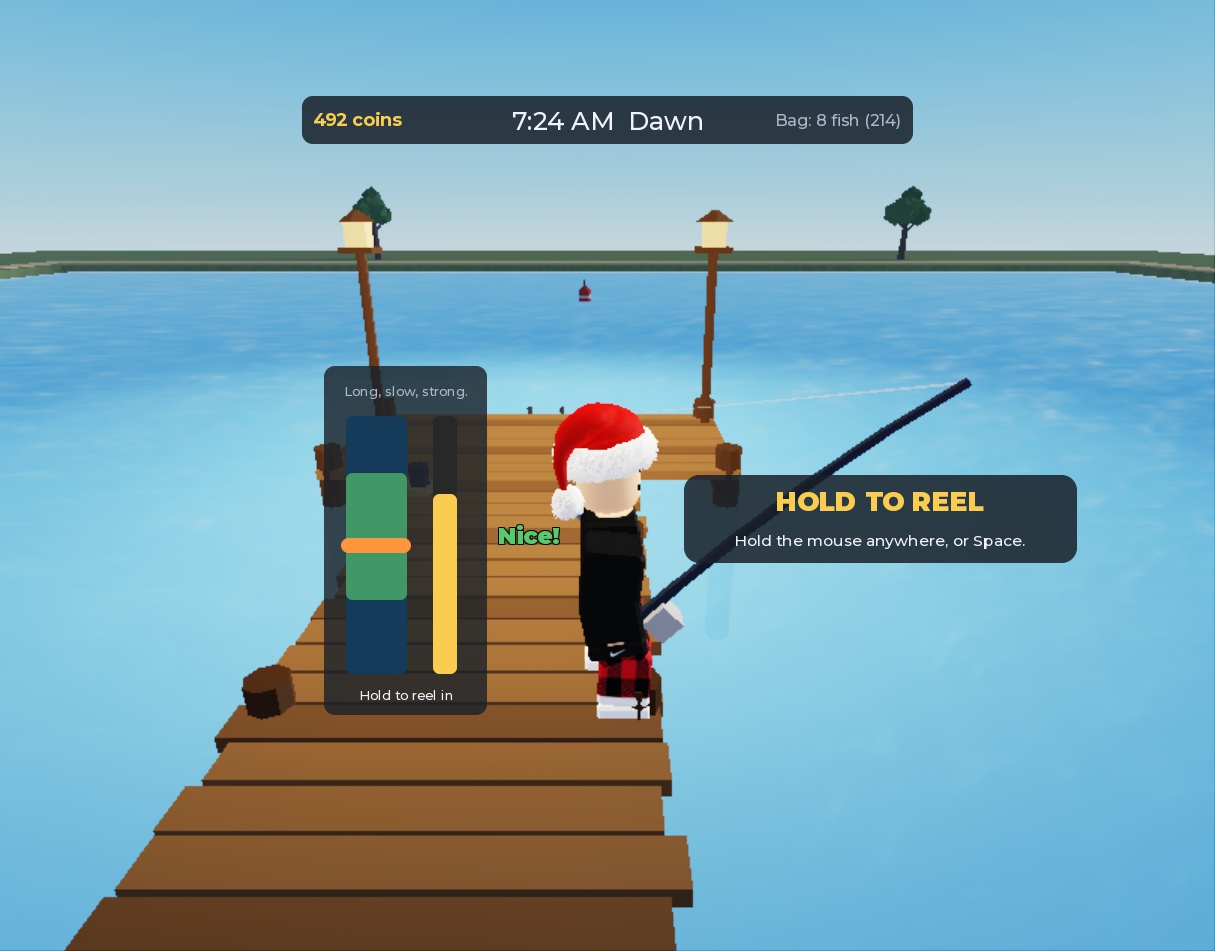 492 coins
7:24 AM  Dawn
Bag: 8 fish (214)
Long, slow, strong.
Nice!
HOLD TO REEL
Hold the mouse anywhere, or Space.
Hold to reel in